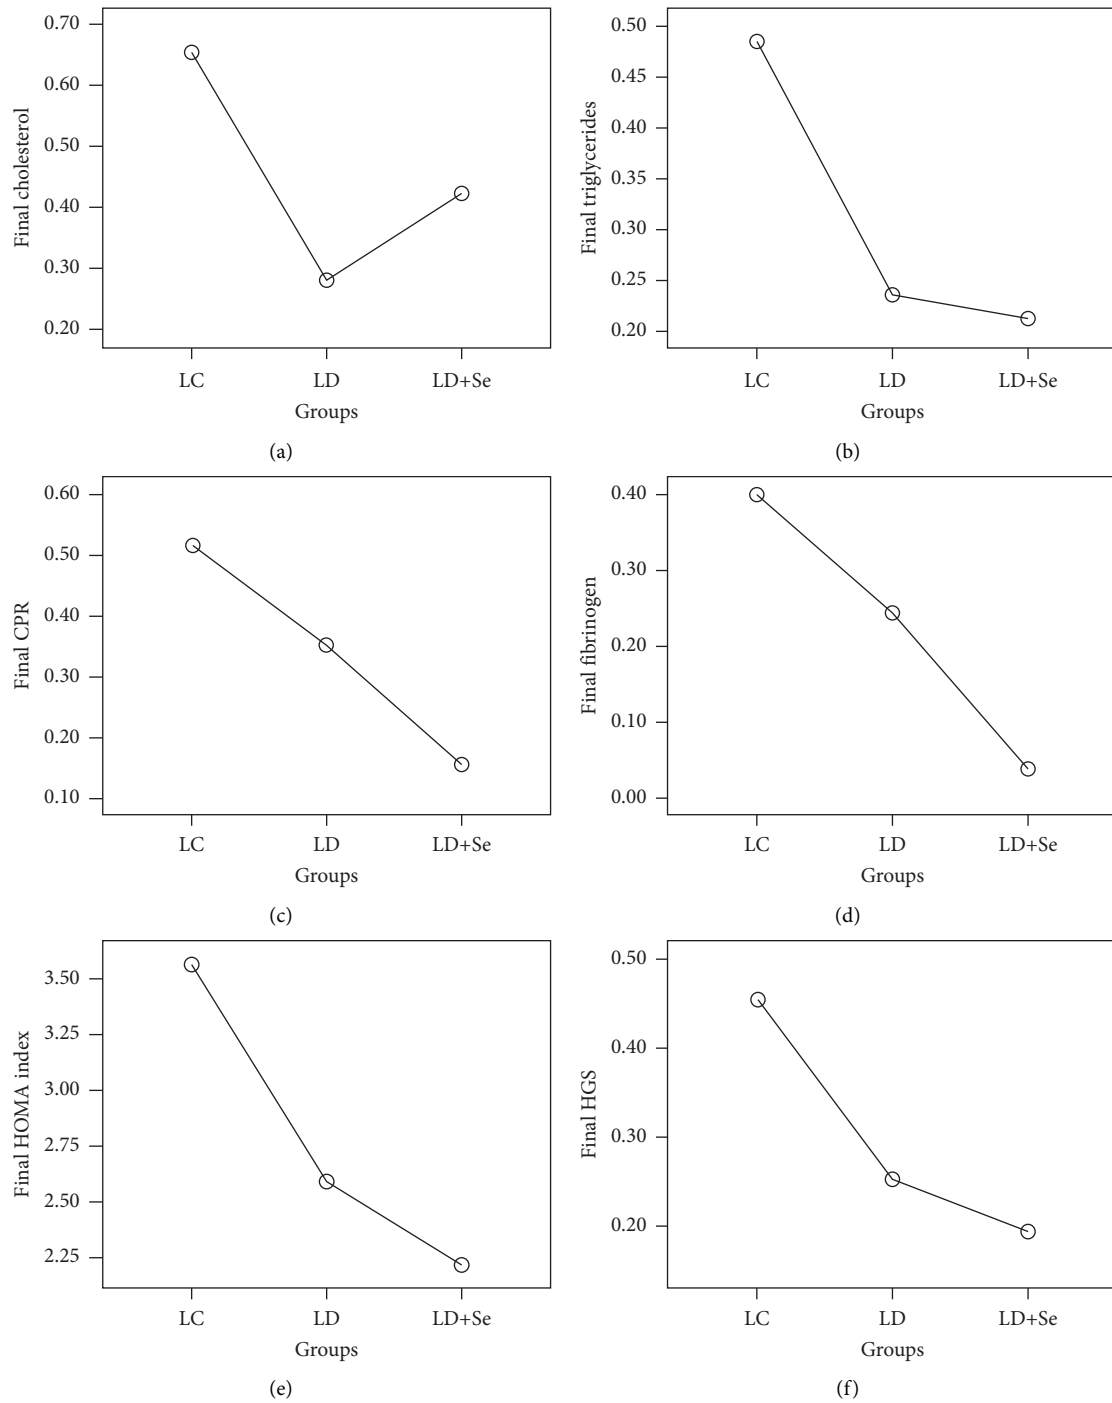 Final cholesterol
0.70
0.60
0.50
0.40
0.30
0.20
LC LD LD+Se
Groups
(a)
Final triglycerides
0.50
0.45
0.40
0.35
0.30
0.25
0.20
LC LD LD+Se
Groups
(b)
Final CPR
0.60
0.50
0.40
0.30
0.20
0.10
LC LD LD+Se
Groups
(c)
Final fibrinogen
0.40
0.30
0.20
0.10
0.00
LC LD LD+Se
Groups
(d)
Final HOMA index
3.50
3.25
3.00
2.75
2.50
2.25
LC LD LD+Se
Groups
(e)
Final HGS
0.50
0.40
0.30
0.20
LC LD LD+Se
Groups
(f)